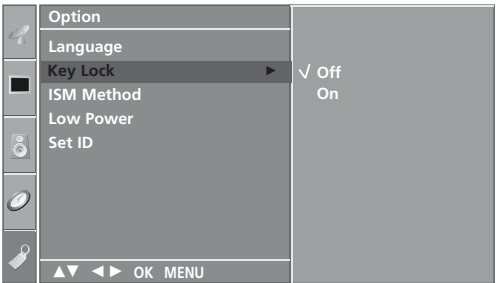 Option
Language
Key Lock ► √ Off
On
ISM Method
Low Power
Set ID
▲▼ ◄► OK MENU